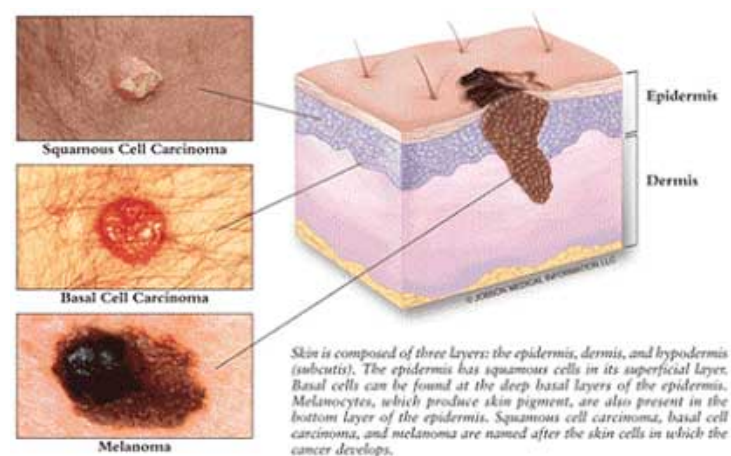 Squamous Cell Carcinoma
Basal Cell Carcinoma
Melanoma
Epidermis
Dermis
© JOBSON MEDICAL INFORMATION LLC
Skin is composed of three layers: the epidermis, dermis, and hypodermis
(subcutis). The epidermis has squamous cells in its superficial layer.
Basal cells can be found at the deep basal layers of the epidermis.
Melanocytes, which produce skin pigment, are also present in the
bottom layer of the epidermis. Squamous cell carcinoma, basal cell
carcinoma, and melanoma are named after the skin cells in which the
cancer develops.